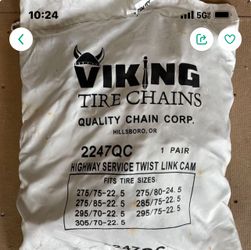 10:24
5G
VIKING
TIRE CHAINS
QUALITY CHAIN CORP.
HILLSBORO, OR
2247QC 1 PAIR
HIGHWAY SERVICE TWIST LINK CAM
FITS TIRE SIZES
275/75-22.5 275/80-24.5
275/85-22.5 285/75-24.5
295/70-22.5 295/75-22.5
305/70-22.5
2247QC